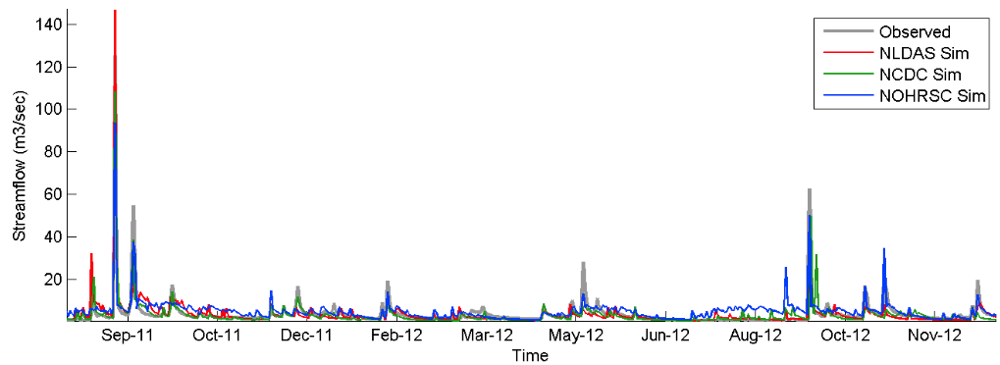 140
120
100
80
60
40
20
Streamflow (m3/sec)
Observed
NLDAS Sim
NCDC Sim
NOHRSC Sim
Sep-11 Oct-11 Dec-11 Feb-12 Mar-12 May-12 Jun-12 Aug-12 Oct-12 Nov-12
Time